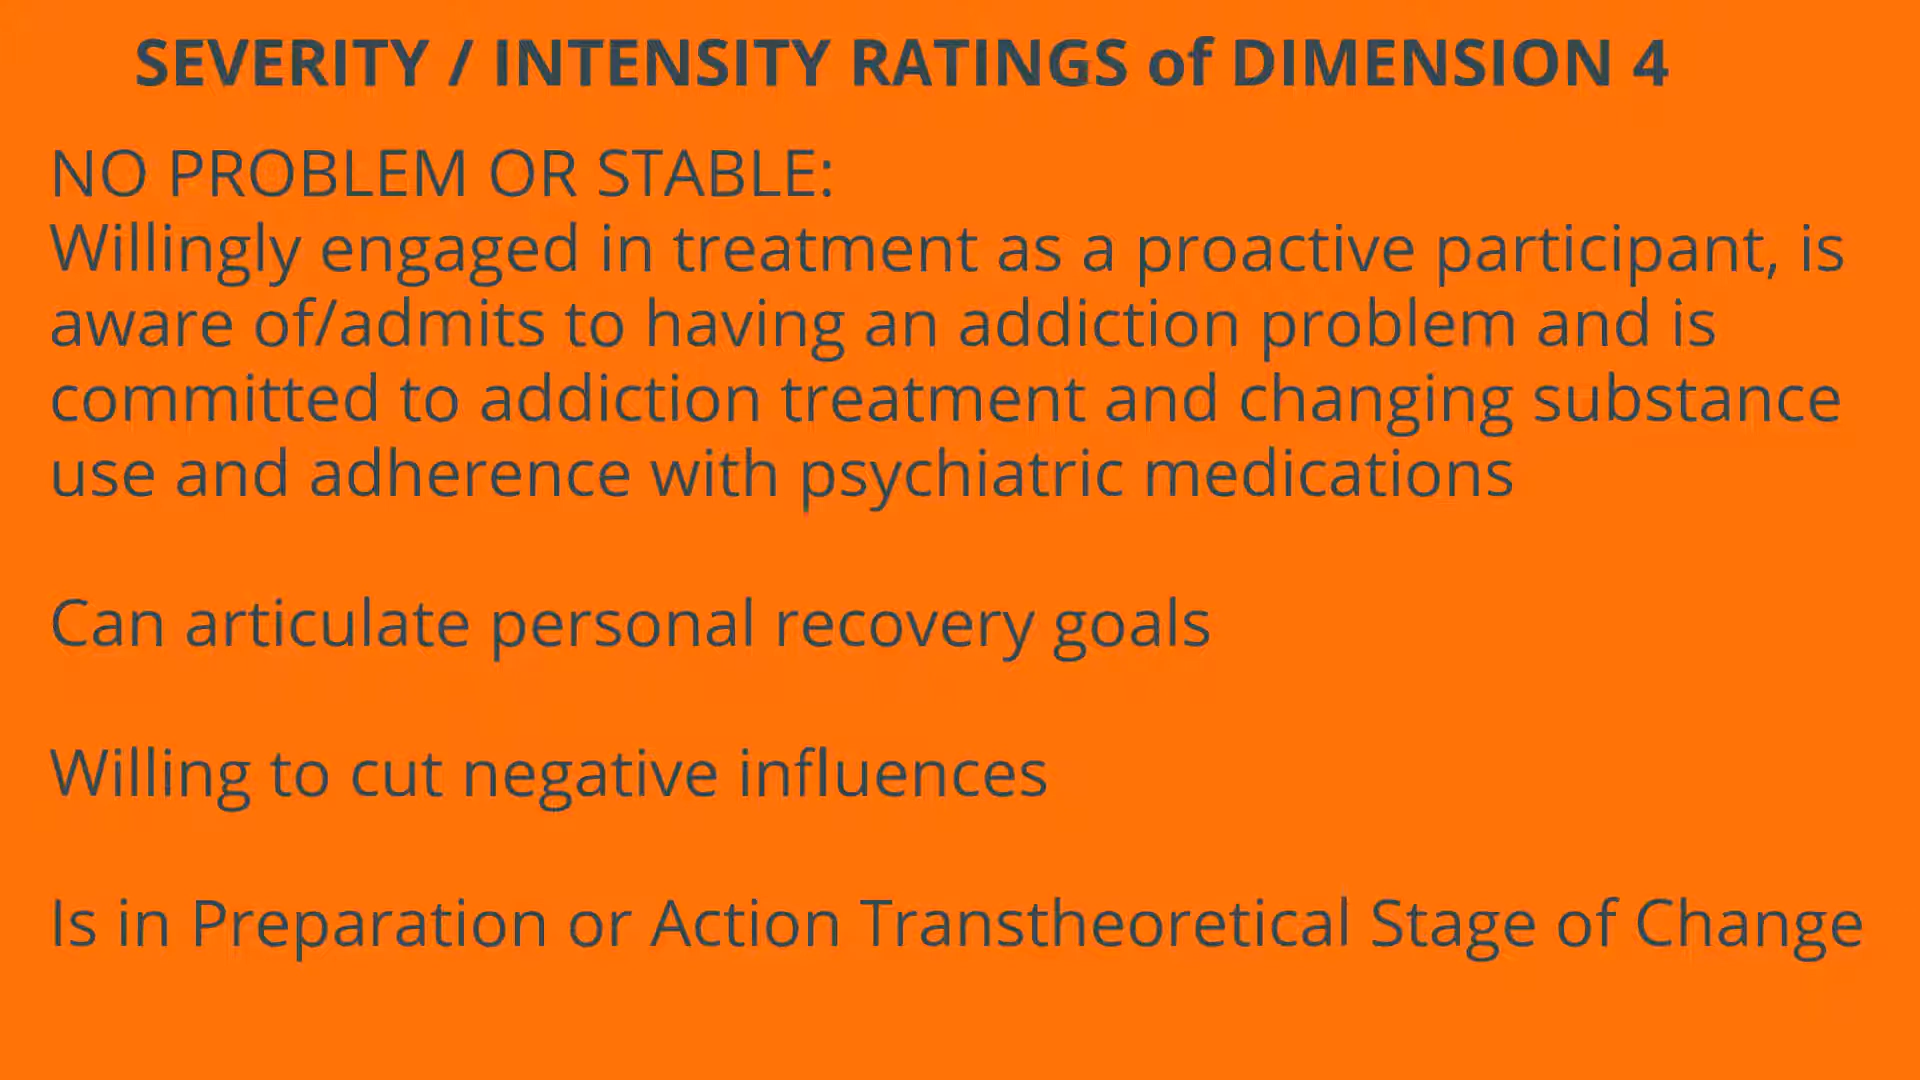 SEVERITY / INTENSITY RATINGS of DIMENSION 4
NO PROBLEM OR STABLE:
Willingly engaged in treatment as a proactive participant, is
aware of/admits to having an addiction problem and is
committed to addiction treatment and changing substance
use and adherence with psychiatric medications
Can articulate personal recovery goals
Willing to cut negative influences
Is in Preparation or Action Transtheoretical Stage of Change